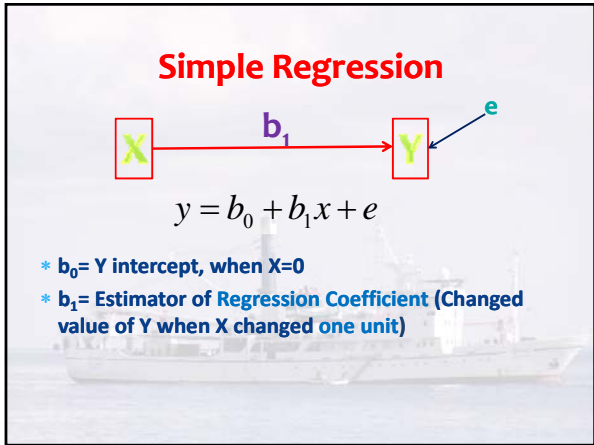 Simple Regression
b₁
e
X
Y
y = b₀ + b₁x + e
* b₀= Y intercept, when X=0
* b₁= Estimator of Regression Coefficient (Changed
value of Y when X changed one unit)